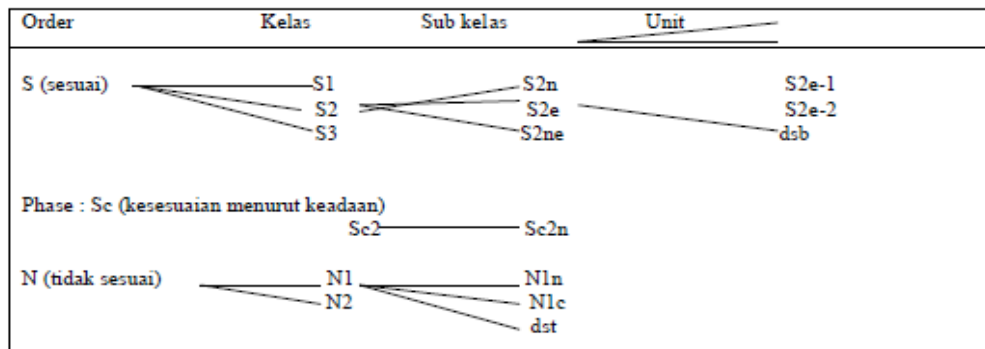 Order Kelas Sub kelas Unit
S (sesuai) S1 S2n S2e-1
S2 S2e S2e-2
S3 S2ne dsb
Phase : Sc (kesesuaian menurut keadaan)
Sc2 Sc2n
N (tidak sesuai) N1 N1n
N2 N1c
dst